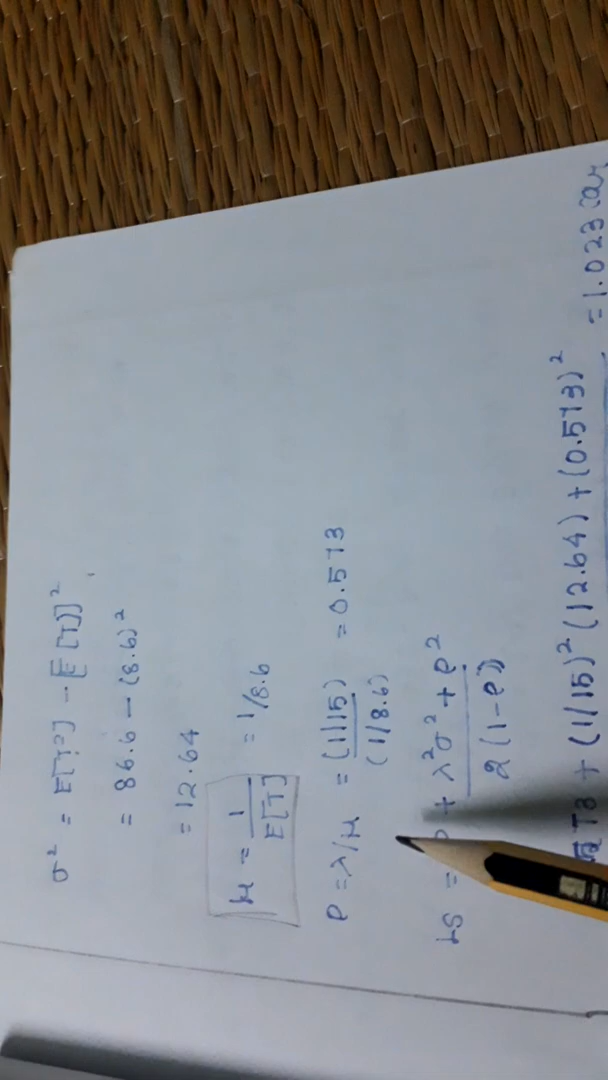 σ² = E[T²] - E[T]²
= 86.6 - (8.6)²
= 12.64
μ = 1/E[T] = 1/8.6
ρ = λ/μ = (1/15)/(1/8.6) = 0.573
LS = + λ²σ² + ρ² / 2(1-ρ)
+ (1/15)² (12.64) + (0.573)² = 1.023 car